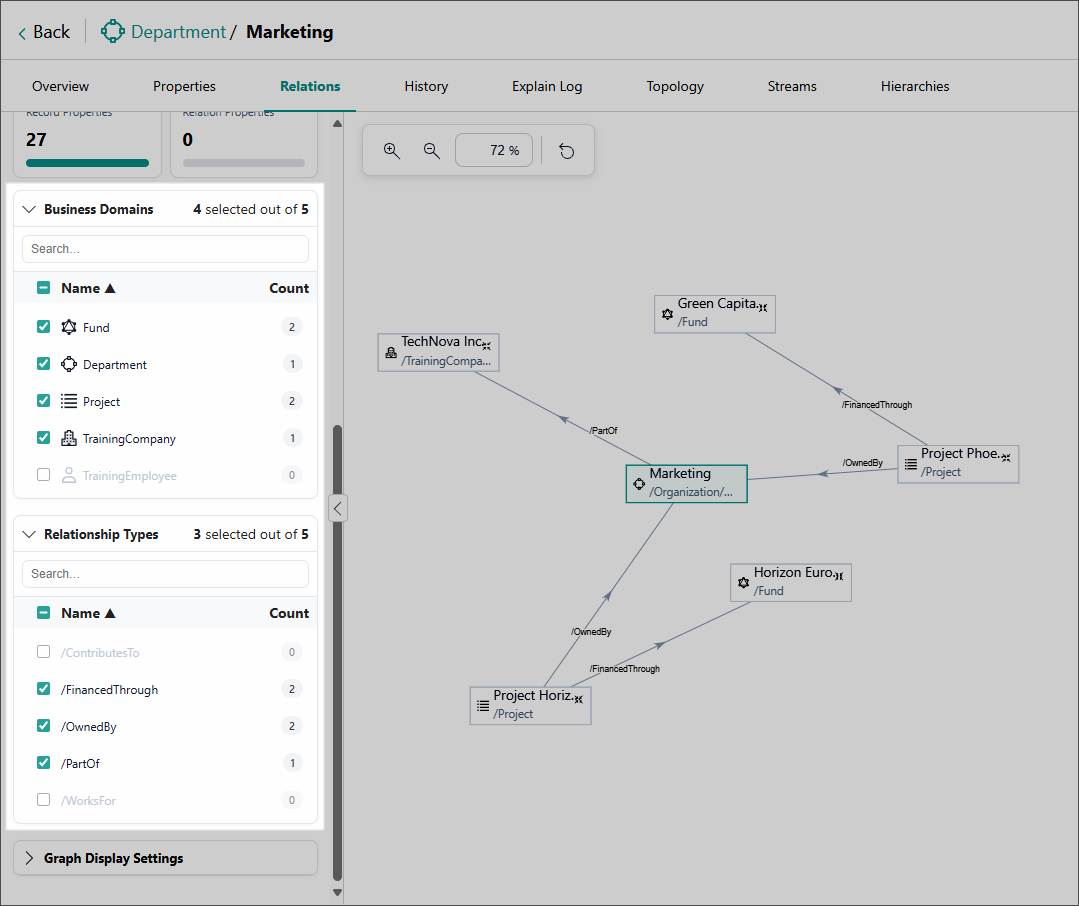 Back
Department / Marketing
Overview
Properties
Relations
History
Explain Log
Topology
Streams
Hierarchies
Record Properties
27
Relation Properties
0
Business Domains
4 selected out of 5
Search...
Name ▲ Count
Fund 2
Department 1
Project 2
TrainingCompany 1
TrainingEmployee 0
Relationship Types
3 selected out of 5
Search...
Name ▲ Count
/ContributesTo 0
/FinancedThrough 2
/OwnedBy 2
/PartOf 1
/WorksFor 0
Graph Display Settings
72 %
Green Capita...
/Fund
TechNova Inc...
/TrainingCompa...
/FinancedThrough
/PartOf
Project Phoe...
/Project
/OwnedBy
Marketing
/Organization/...
Horizon Euro...
/Fund
/OwnedBy
/FinancedThrough
Project Horiz...
/Project